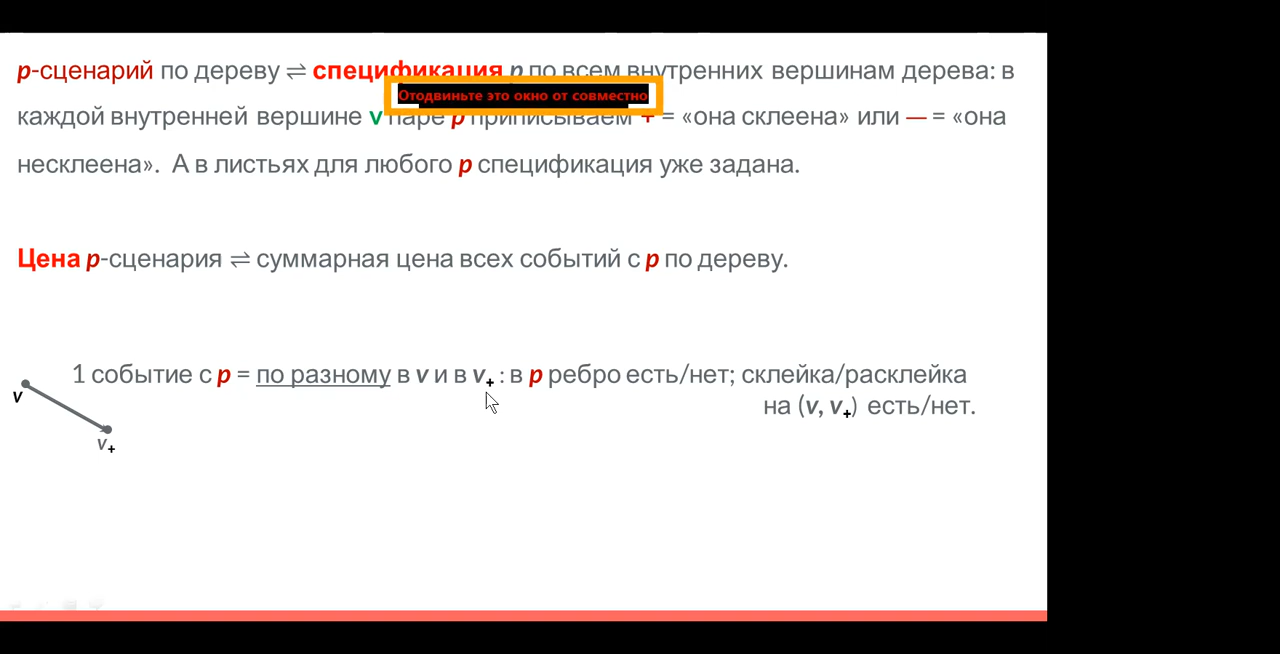 p-сценарий по дереву ⇌ спецификация p по всем внутренних вершинам дерева: в
Отодвиньте это окно от совместно
каждой внутренней вершине v паре p приписываем + = «она склеена» или — = «она
несклеена». А в листьях для любого p спецификация уже задана.
Цена p-сценария ⇌ суммарная цена всех событий с p по дереву.
1 событие с p = по разному в v и в v₊ : в p ребро есть/нет; склейка/расклейка
на (v, v₊) есть/нет.
v
v₊